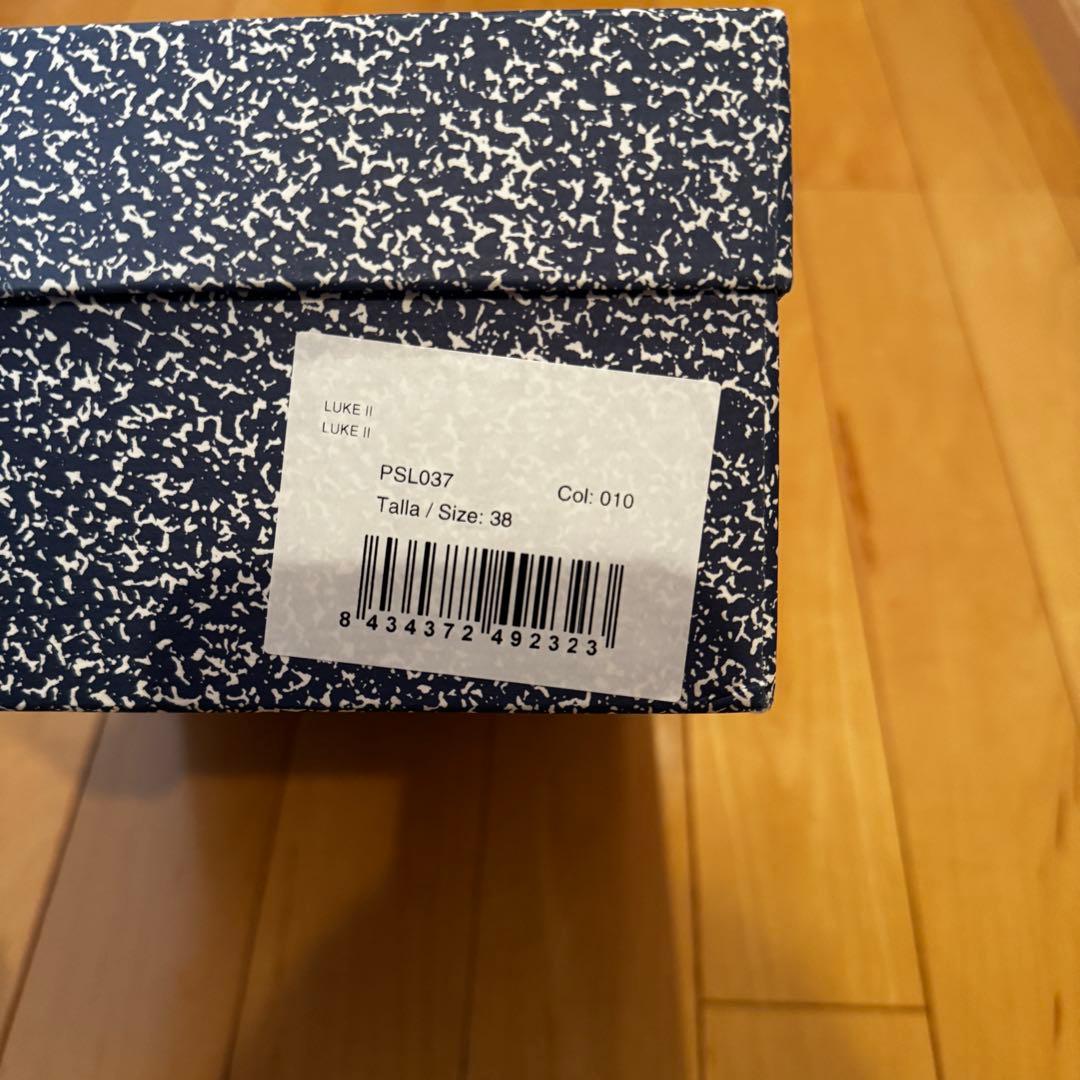 LUKE II
LUKE II
PSL037 Col: 010
Talla / Size: 38
8 434372 492323